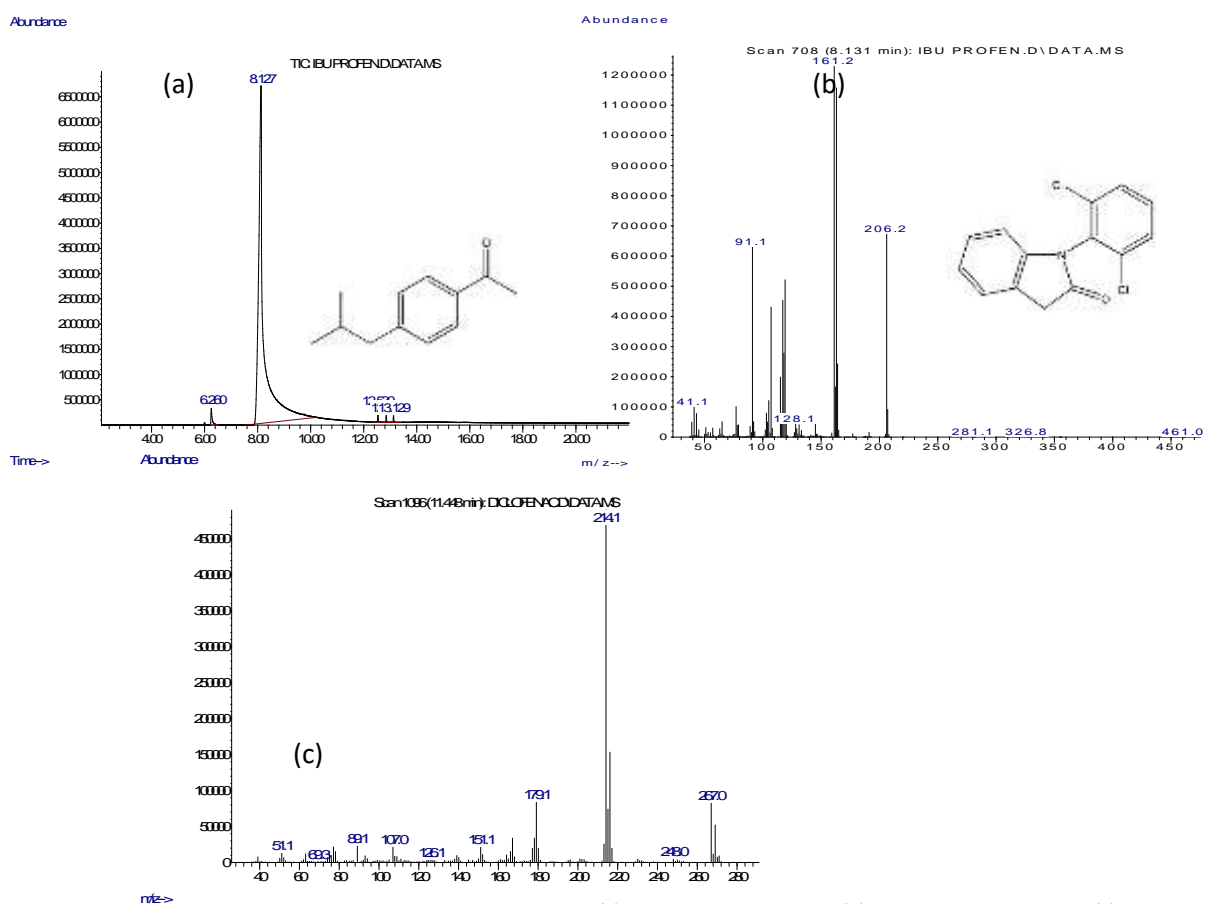 Abundance
TIC: IBUPROFEN.D\DATA.MS
(a)
8.127
6500000
6000000
5500000
5000000
4500000
4000000
3500000
3000000
2500000
2000000
1500000
1000000
500000
6.260
13.129
O
4.00 6.00 8.00 10.00 12.00 14.00 16.00 18.00 20.00
Time-->
Abundance
Scan 708 (8.131 min): IBU PROFEN.D\DATA.MS
161.2
(b)
1200000
1100000
1000000
900000
800000
700000
600000
500000
400000
300000
200000
100000
0
206.2
91.1
41.1
128.1
281.1 326.8 461.0
Cl
N
Cl
O
50 100 150 200 250 300 350 400 450
m/z-->
Abundance
Scan 1096 (11.448 min): DICLOFENAC.D\DATA.MS
214.1
450000
400000
350000
300000
250000
200000
150000
100000
50000
0
(c)
179.1
267.0
51.1
69.3
89.1
107.0
126.1
151.1
248.0
40 60 80 100 120 140 160 180 200 220 240 260 280
m/z-->